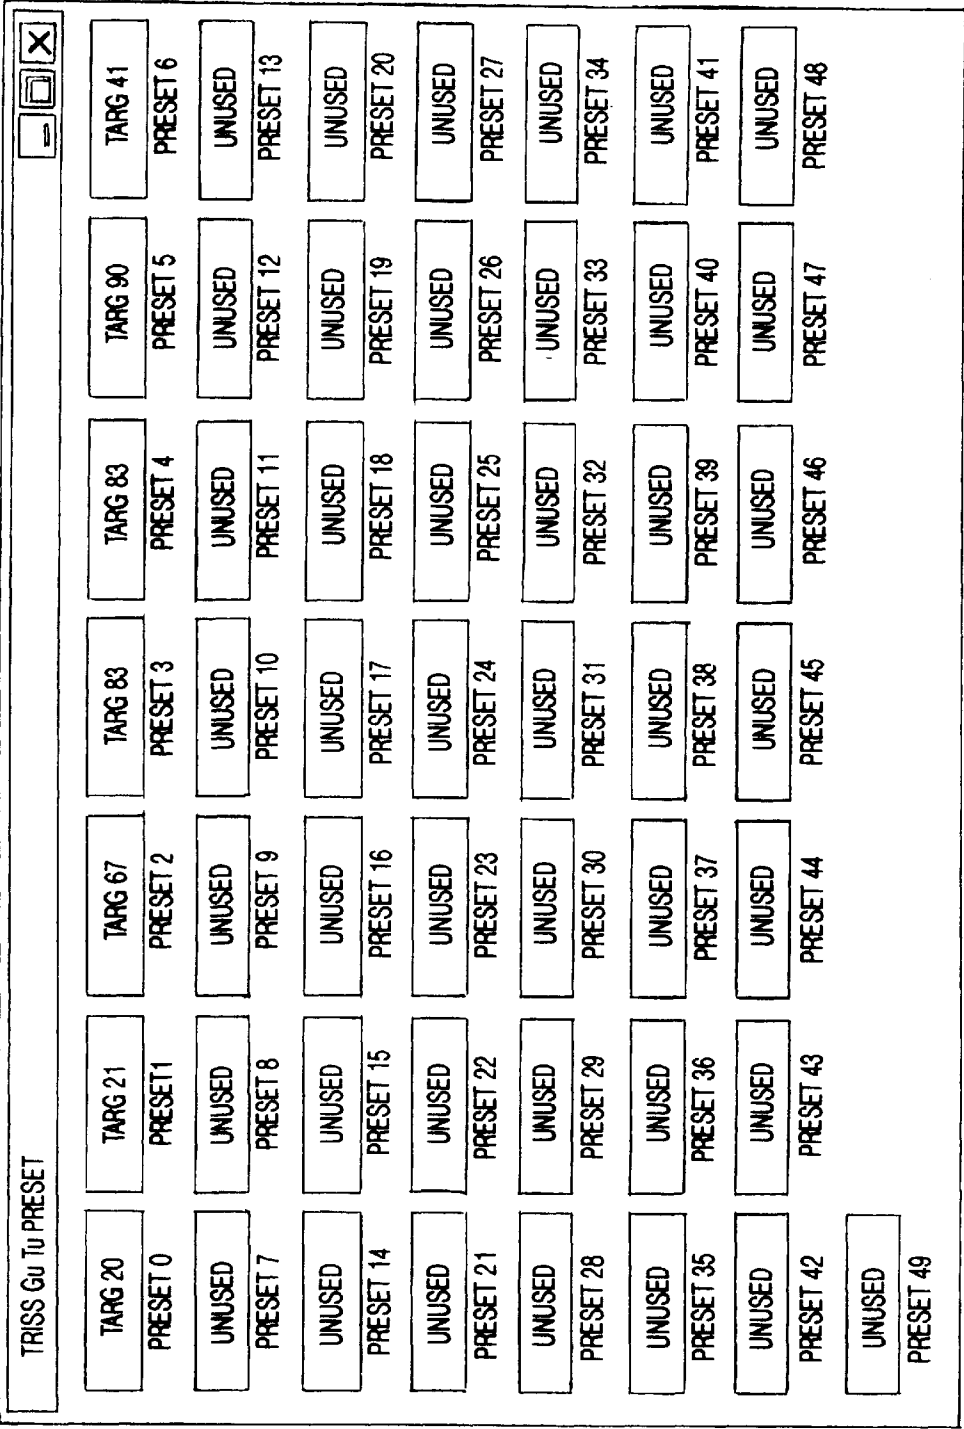 TRISS Gu Tu PRESET
TARG 20 TARG 21 TARG 67 TARG 83 TARG 83 TARG 90 TARG 41
PRESET 0 PRESET1 PRESET 2 PRESET 3 PRESET 4 PRESET 5 PRESET 6
UNUSED UNUSED UNUSED UNUSED UNUSED UNUSED UNUSED
PRESET 7 PRESET 8 PRESET 9 PRESET 10 PRESET 11 PRESET 12 PRESET 13
UNUSED UNUSED UNUSED UNUSED UNUSED UNUSED UNUSED
PRESET 14 PRESET 15 PRESET 16 PRESET 17 PRESET 18 PRESET 19 PRESET 20
UNUSED UNUSED UNUSED UNUSED UNUSED UNUSED UNUSED
PRESET 21 PRESET 22 PRESET 23 PRESET 24 PRESET 25 PRESET 26 PRESET 27
UNUSED UNUSED UNUSED UNUSED UNUSED UNUSED UNUSED
PRESET 28 PRESET 29 PRESET 30 PRESET 31 PRESET 32 PRESET 33 PRESET 34
UNUSED UNUSED UNUSED UNUSED UNUSED UNUSED UNUSED
PRESET 35 PRESET 36 PRESET 37 PRESET 38 PRESET 39 PRESET 40 PRESET 41
UNUSED UNUSED UNUSED UNUSED UNUSED UNUSED UNUSED
PRESET 42 PRESET 43 PRESET 44 PRESET 45 PRESET 46 PRESET 47 PRESET 48
UNUSED
PRESET 49